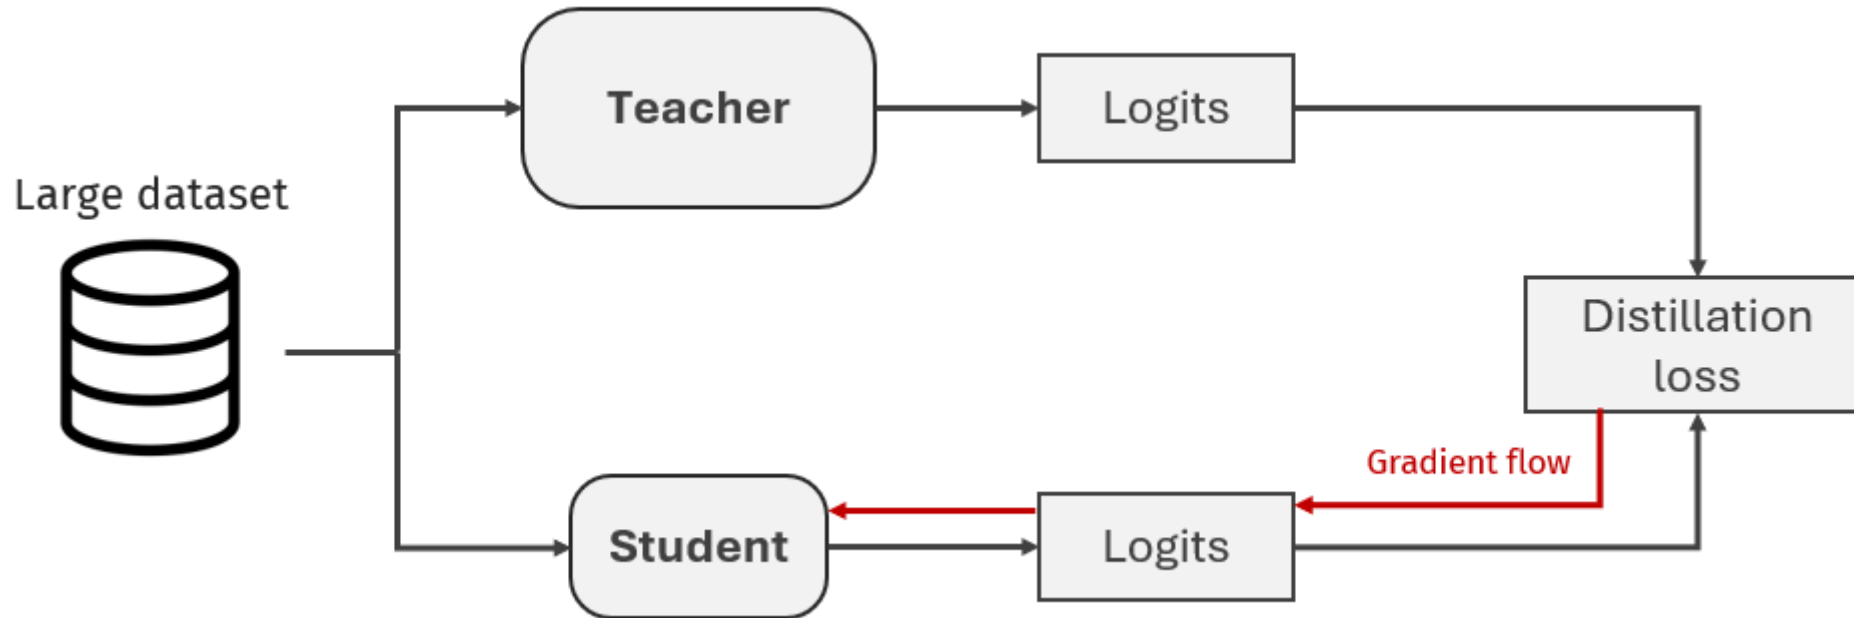 Teacher
Logits
Large dataset
Distillation
loss
Gradient flow
Student
Logits